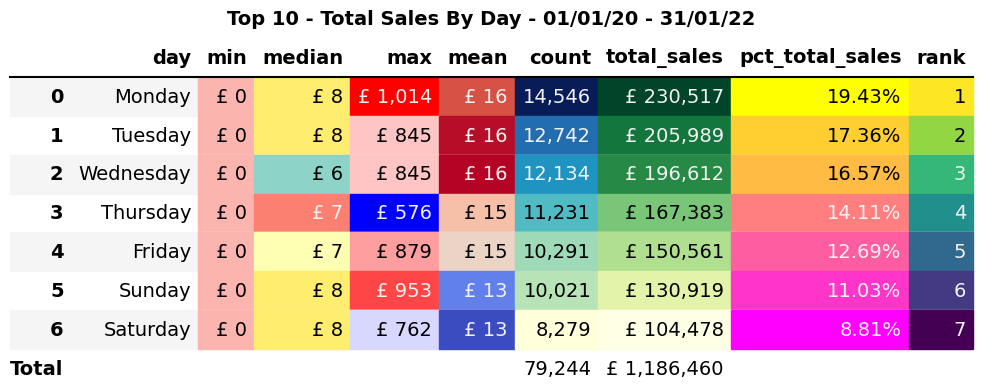 Top 10 - Total Sales By Day - 01/01/20 - 31/01/22
day min median max mean count total_sales pct_total_sales rank
0 Monday £ 0 £ 8 £ 1,014 £ 16 14,546 £ 230,517 19.43% 1
1 Tuesday £ 0 £ 8 £ 845 £ 16 12,742 £ 205,989 17.36% 2
2 Wednesday £ 0 £ 6 £ 845 £ 16 12,134 £ 196,612 16.57% 3
3 Thursday £ 0 £ 7 £ 576 £ 15 11,231 £ 167,383 14.11% 4
4 Friday £ 0 £ 7 £ 879 £ 15 10,291 £ 150,561 12.69% 5
5 Sunday £ 0 £ 8 £ 953 £ 13 10,021 £ 130,919 11.03% 6
6 Saturday £ 0 £ 8 £ 762 £ 13 8,279 £ 104,478 8.81% 7
Total 79,244 £ 1,186,460